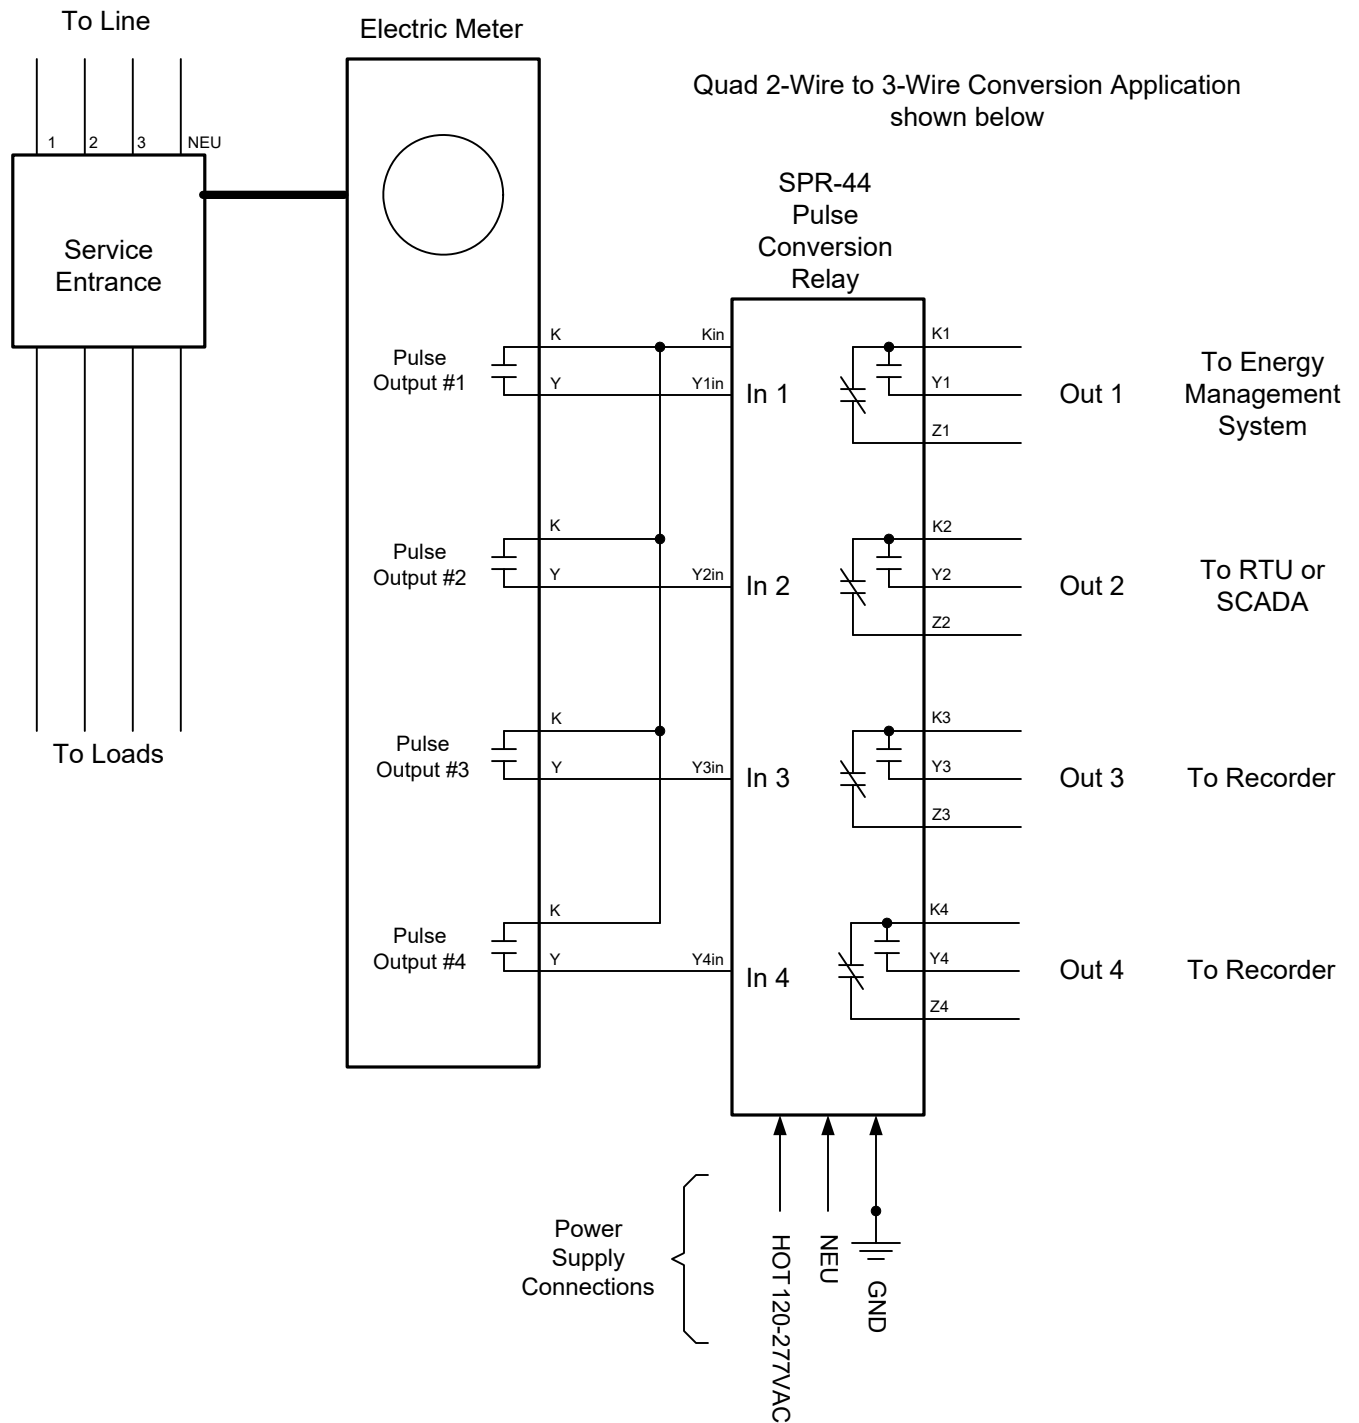 To Line
Electric Meter
Quad 2-Wire to 3-Wire Conversion Application
shown below
1 2 3 NEU
Service
Entrance
SPR-44
Pulse
Conversion
Relay
Pulse
Output #1
K
Y
Kin
Y1in
In 1
K1
Y1
Z1
Out 1
To Energy
Management
System
Pulse
Output #2
K
Y
Y2in
In 2
K2
Y2
Z2
Out 2
To RTU or
SCADA
Pulse
Output #3
K
Y
Y3in
In 3
K3
Y3
Z3
Out 3
To Recorder
To Loads
Pulse
Output #4
K
Y
Y4in
In 4
K4
Y4
Z4
Out 4
To Recorder
Power
Supply
Connections
HOT 120-277VAC
NEU
GND